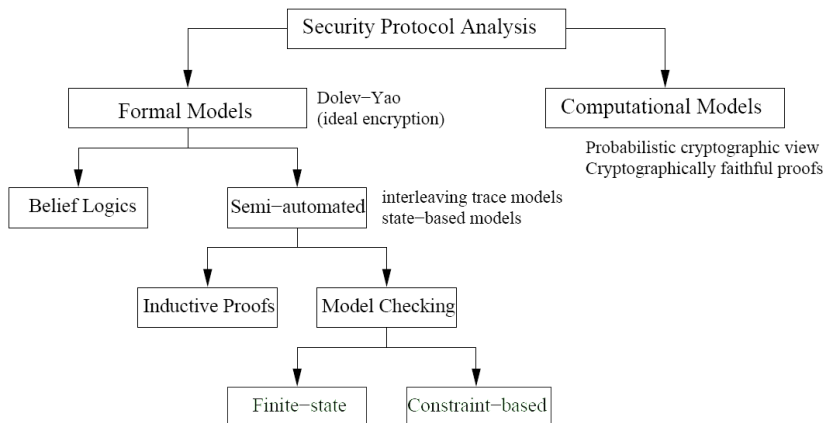 Security Protocol Analysis
Formal Models
Dolev−Yao
(ideal encryption)
Computational Models
Probabilistic cryptographic view
Cryptographically faithful proofs
Belief Logics
Semi−automated
interleaving trace models
state−based models
Inductive Proofs
Model Checking
Finite−state
Constraint−based